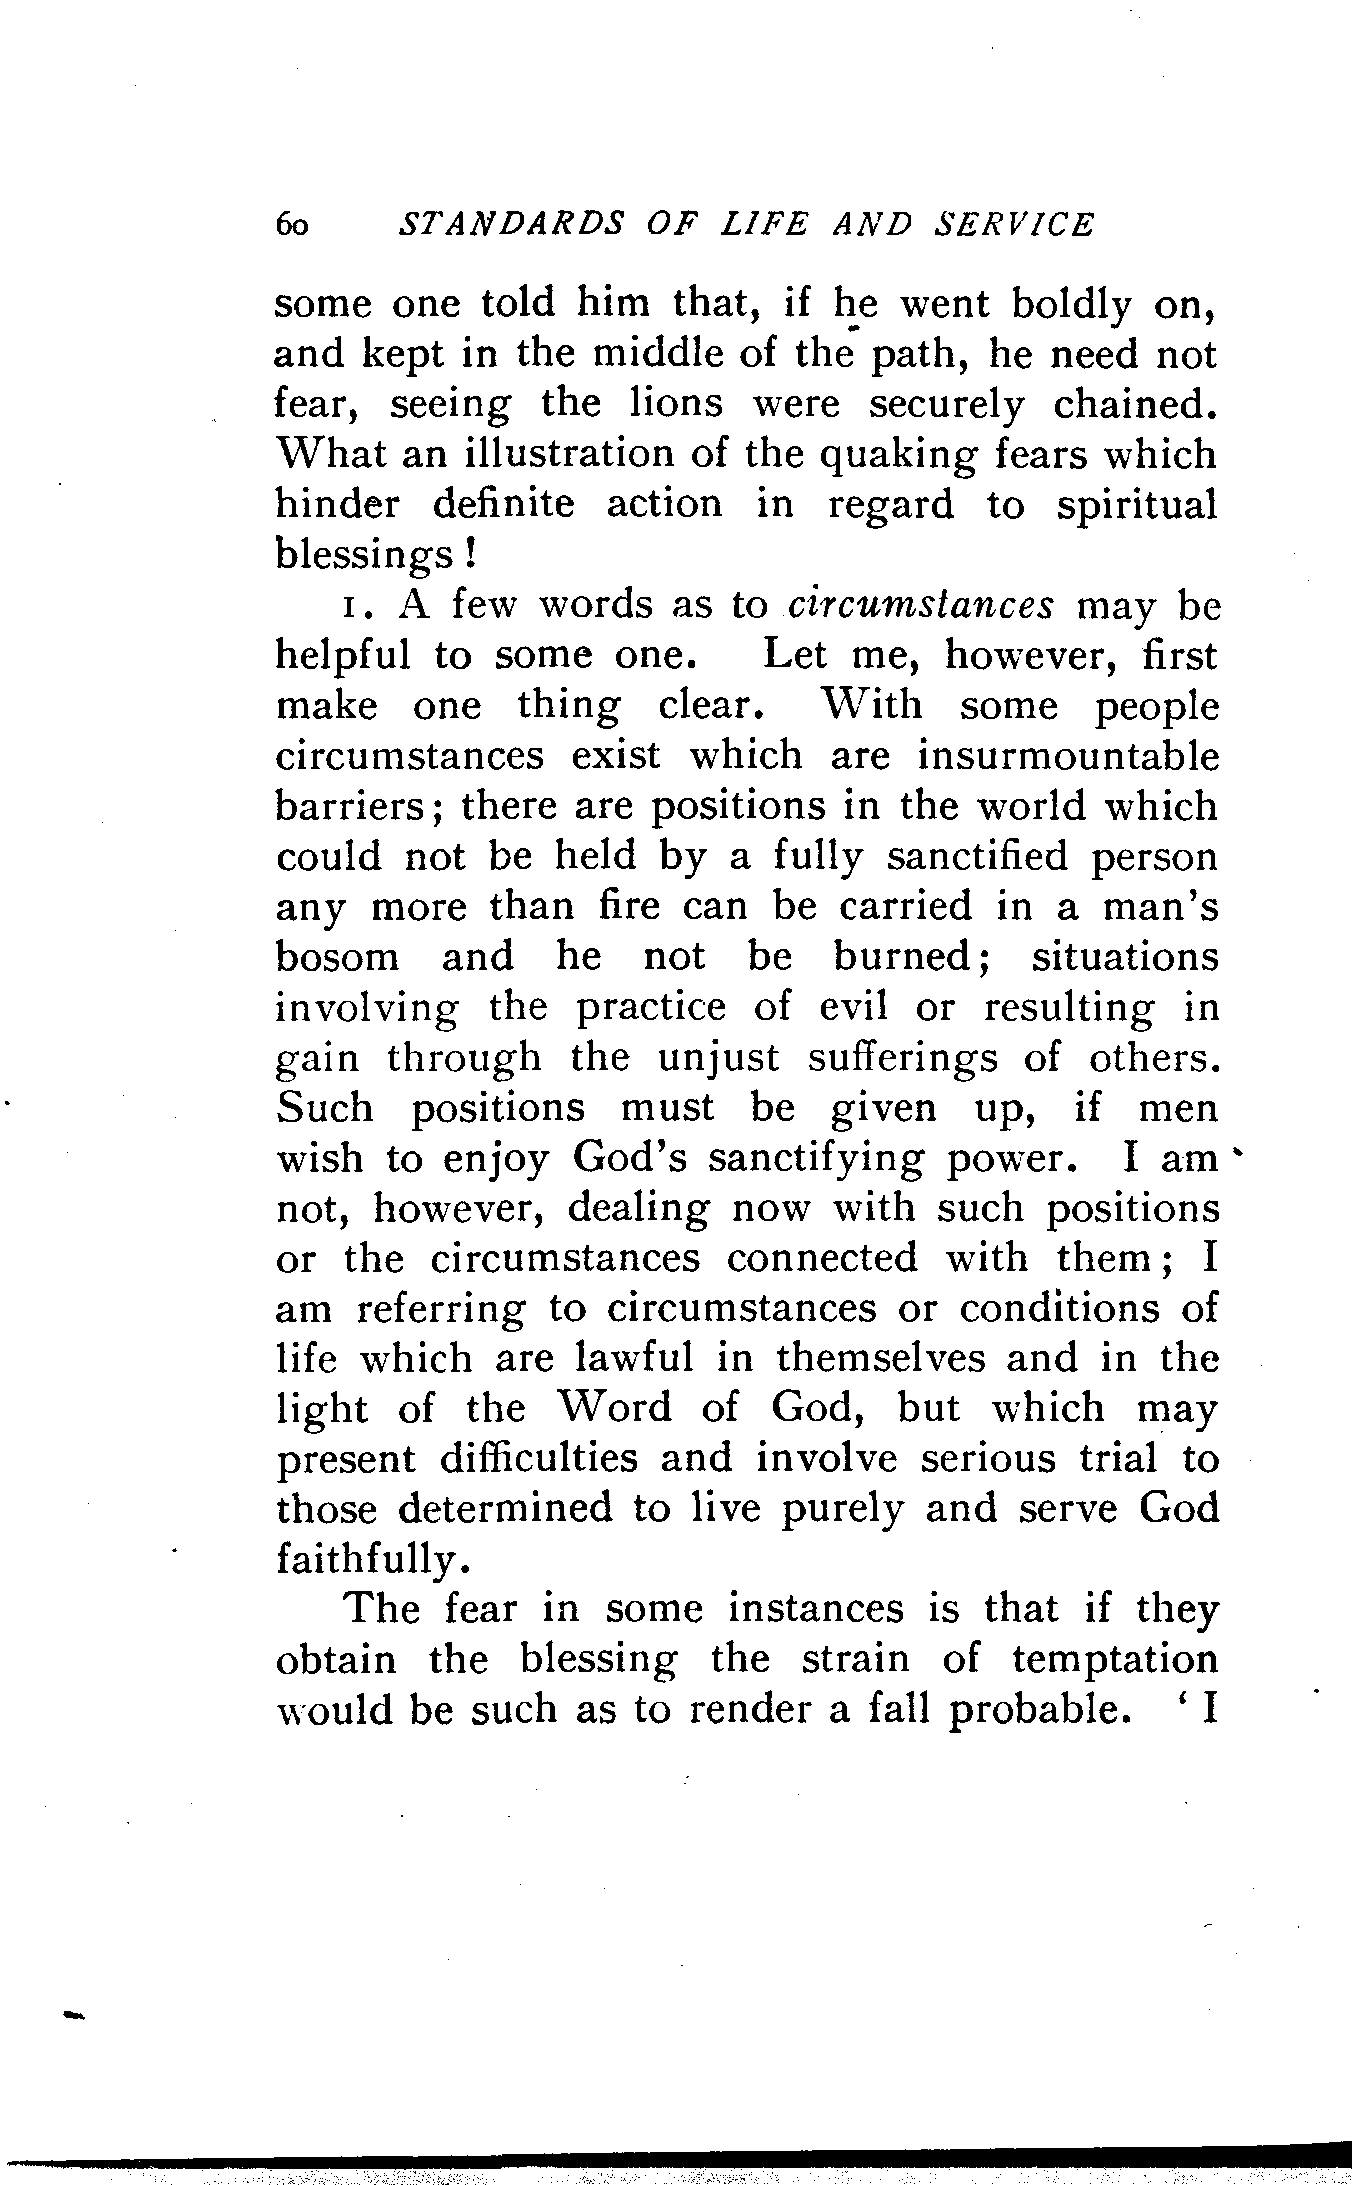 60 STANDARDS OF LIFE AND SERVICE
some one told him that, if he went boldly on,
and kept in the middle of the path, he need not
fear, seeing the lions were securely chained.
What an illustration of the quaking fears which
hinder definite action in regard to spiritual
blessings !
1. A few words as to circumstances may be
helpful to some one. Let me, however, first
make one thing clear. With some people
circumstances exist which are insurmountable
barriers; there are positions in the world which
could not be held by a fully sanctified person
any more than fire can be carried in a man's
bosom and he not be burned; situations
involving the practice of evil or resulting in
gain through the unjust sufferings of others.
Such positions must be given up, if men
wish to enjoy God's sanctifying power. I am
not, however, dealing now with such positions
or the circumstances connected with them; I
am referring to circumstances or conditions of
life which are lawful in themselves and in the
light of the Word of God, but which may
present difficulties and involve serious trial to
those determined to live purely and serve God
faithfully.
The fear in some instances is that if they
obtain the blessing the strain of temptation
would be such as to render a fall probable. ‘ I